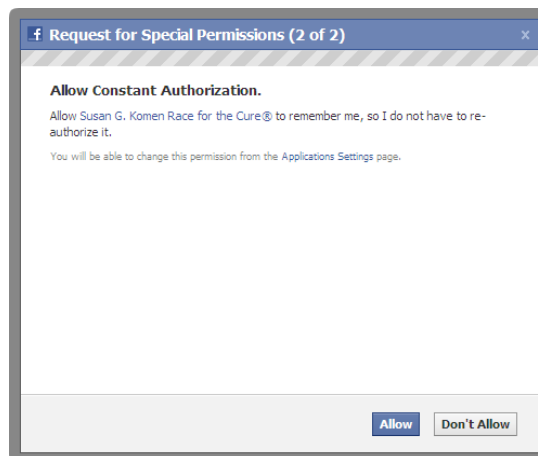 f Request for Special Permissions (2 of 2) x
Allow Constant Authorization.
Allow Susan G. Komen Race for the Cure® to remember me, so I do not have to re-
authorize it.
You will be able to change this permission from the Applications Settings page.
Allow Don't Allow